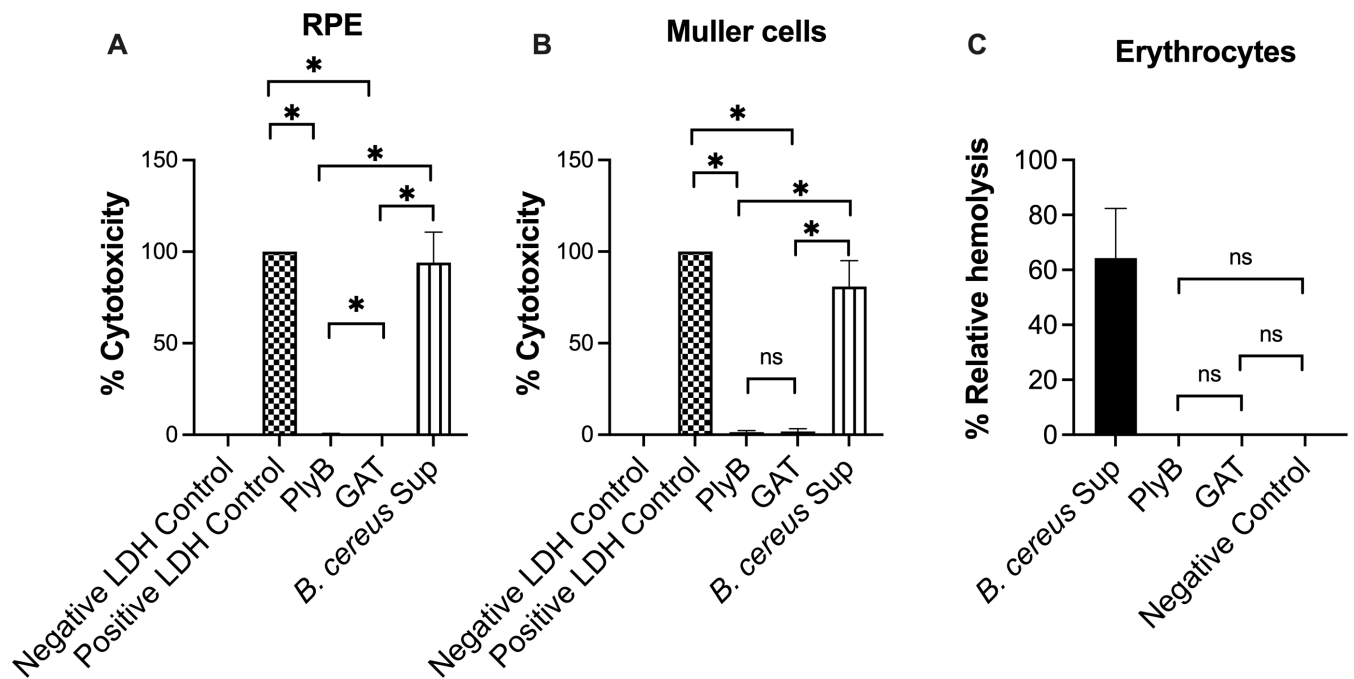 A
RPE
% Cytotoxicity
150
100
50
0
*
*
*
*
*
Negative LDH Control
Positive LDH Control
PlyB
GAT
B. cereus Sup
B
Muller cells
% Cytotoxicity
150
100
50
0
*
*
*
*
ns
Negative LDH Control
Positive LDH Control
PlyB
GAT
B. cereus Sup
C
Erythrocytes
% Relative hemolysis
100
80
60
40
20
0
ns
ns
ns
B. cereus Sup
PlyB
GAT
Negative Control